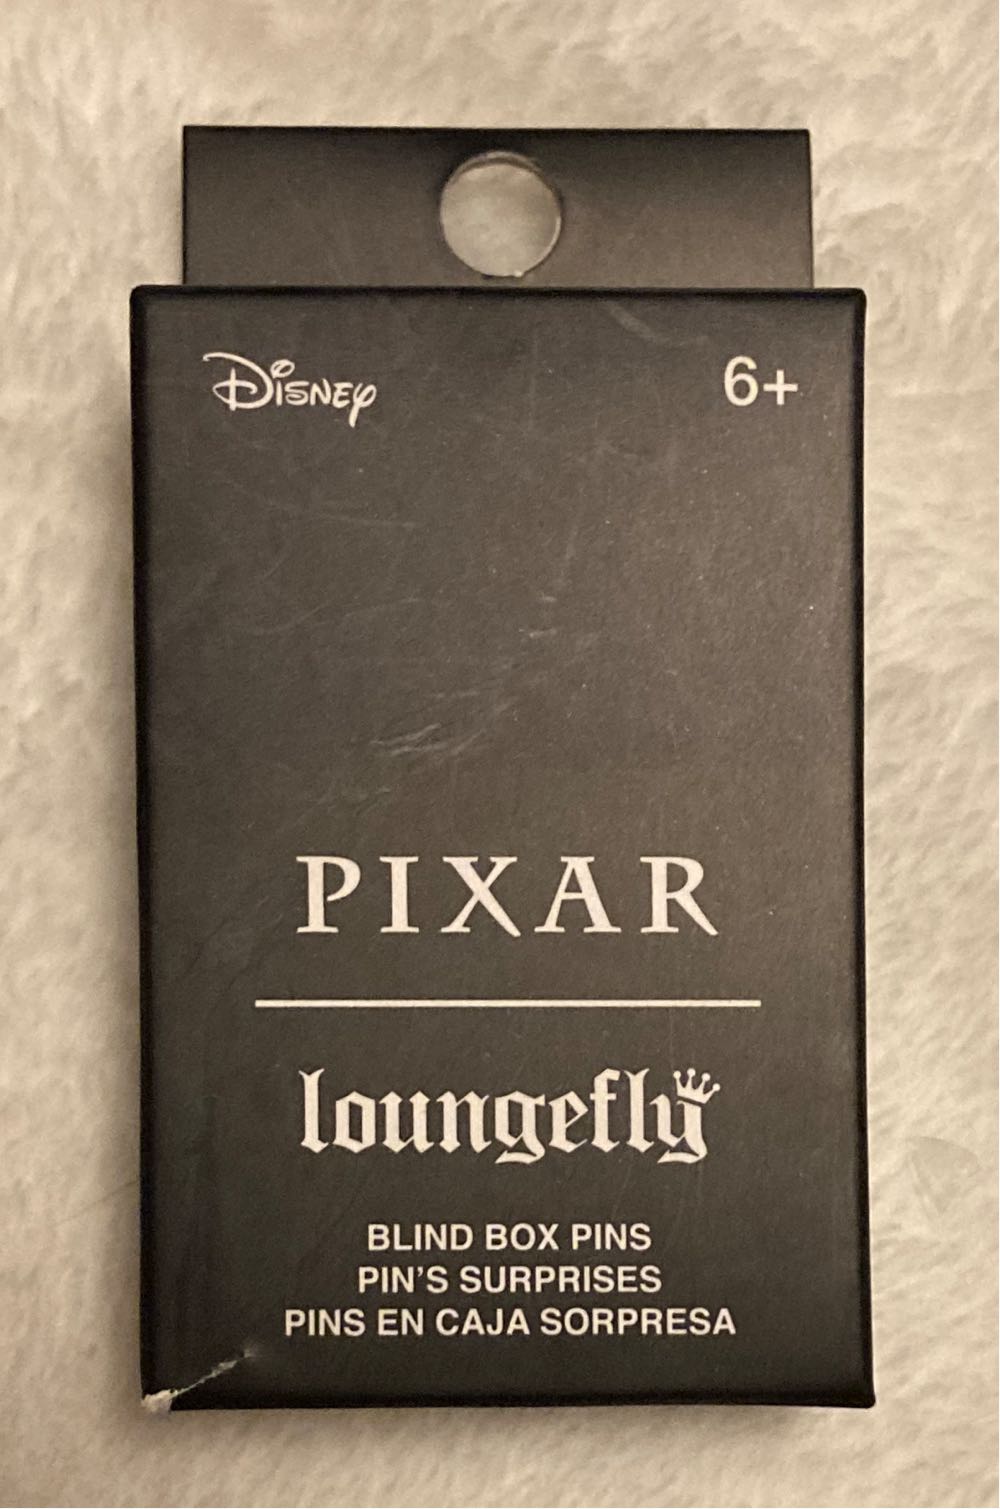 Disney
6+
PIXAR
loungefly
BLIND BOX PINS
PIN'S SURPRISES
PINS EN CAJA SORPRESA